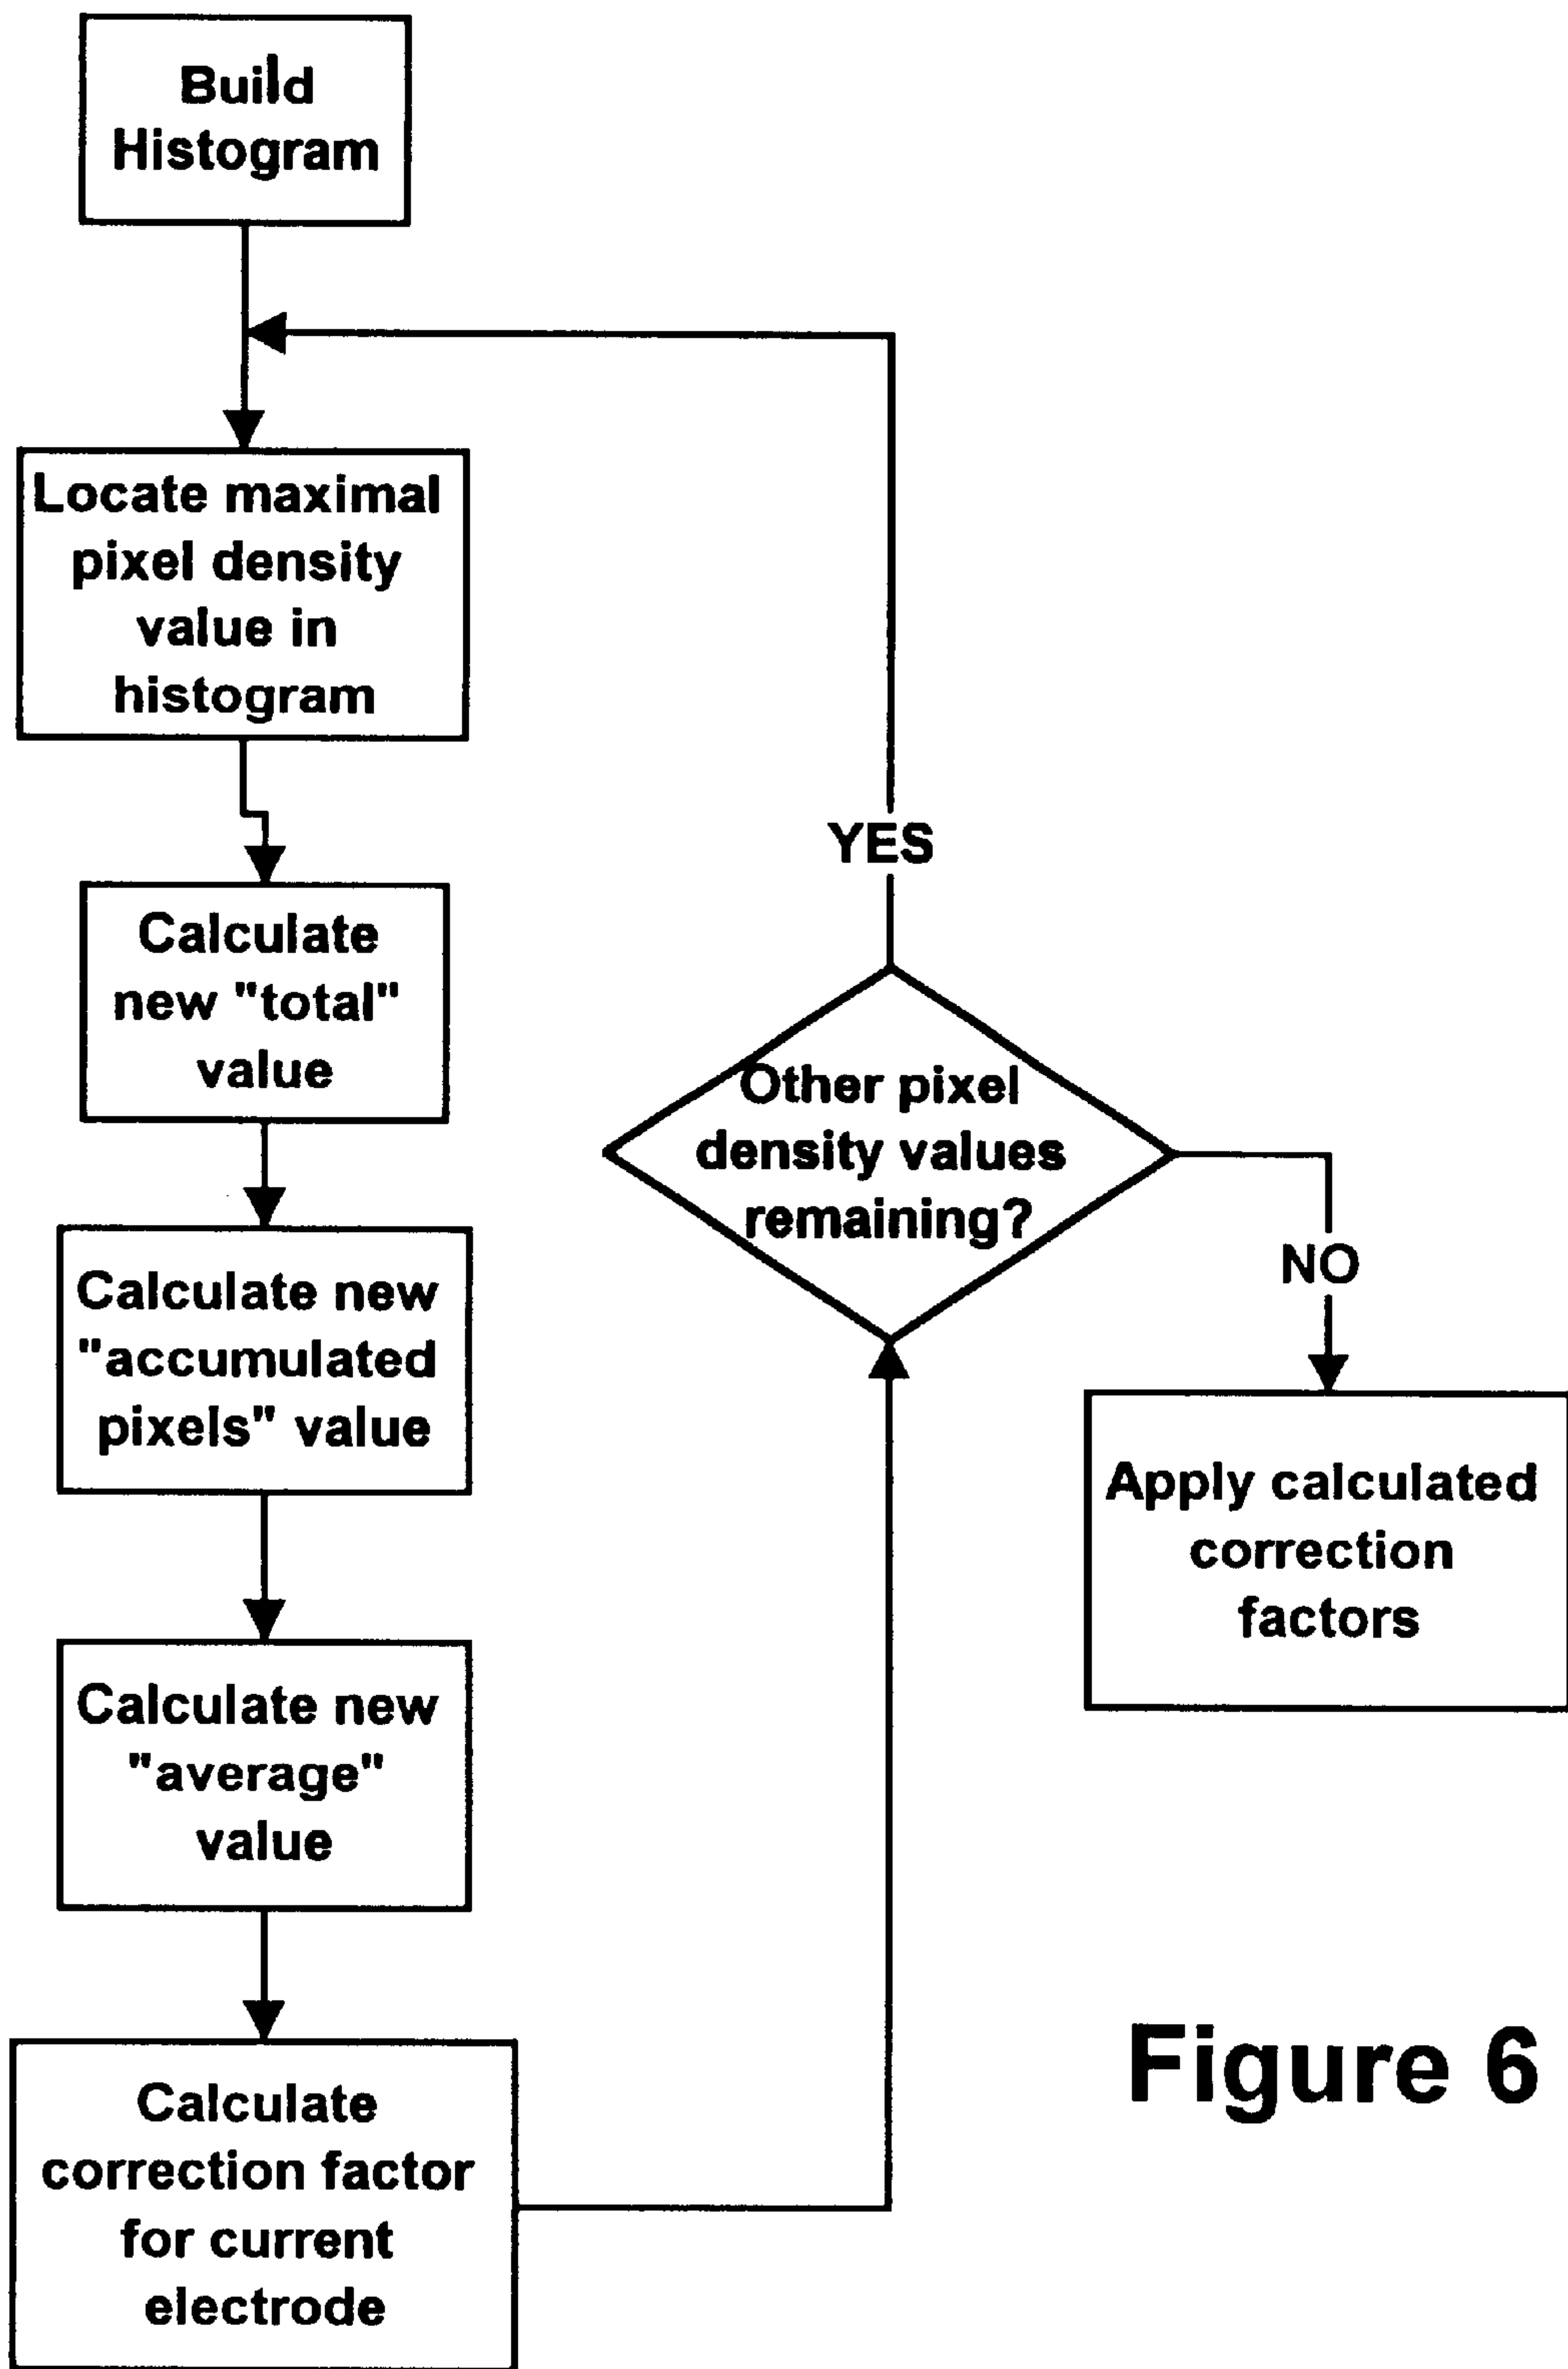 Build
Histogram
Locate maximal
pixel density
value in
histogram
Calculate
new "total"
value
Calculate new
"accumulated
pixels" value
Calculate new
"average"
value
Calculate
correction factor
for current
electrode
YES
Other pixel
density values
remaining?
NO
Apply calculated
correction
factors
Figure 6